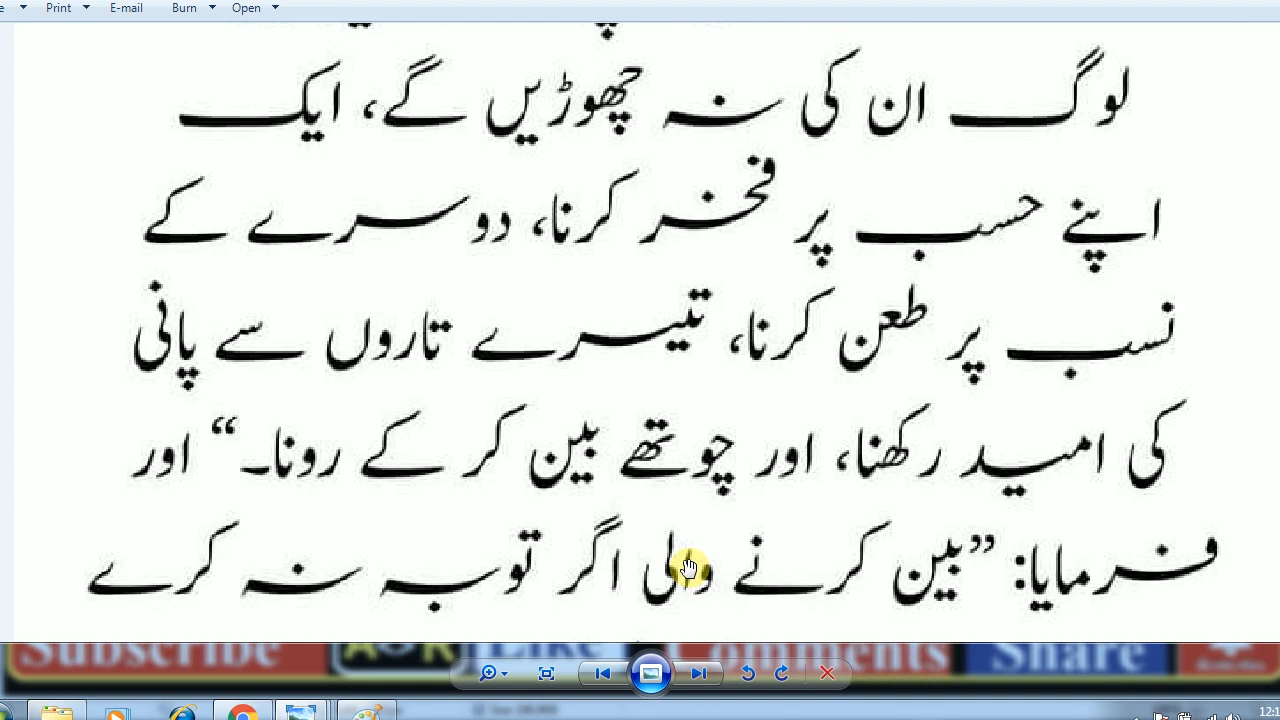 Print E-mail Burn Open
لوگ ان کی نہ چھوڑیں گے، ایک
اپنے حسب پر فخر کرنا، دوسرے کے
نسب پر طعن کرنا، تیسرے تاروں سے پانی
کی امید رکھنا، اور چوتھے بین کر کے رونا۔“ اور
فرمایا: ”بین کرنے والی اگر توبہ نہ کرے
Subscribe Like Comments Share